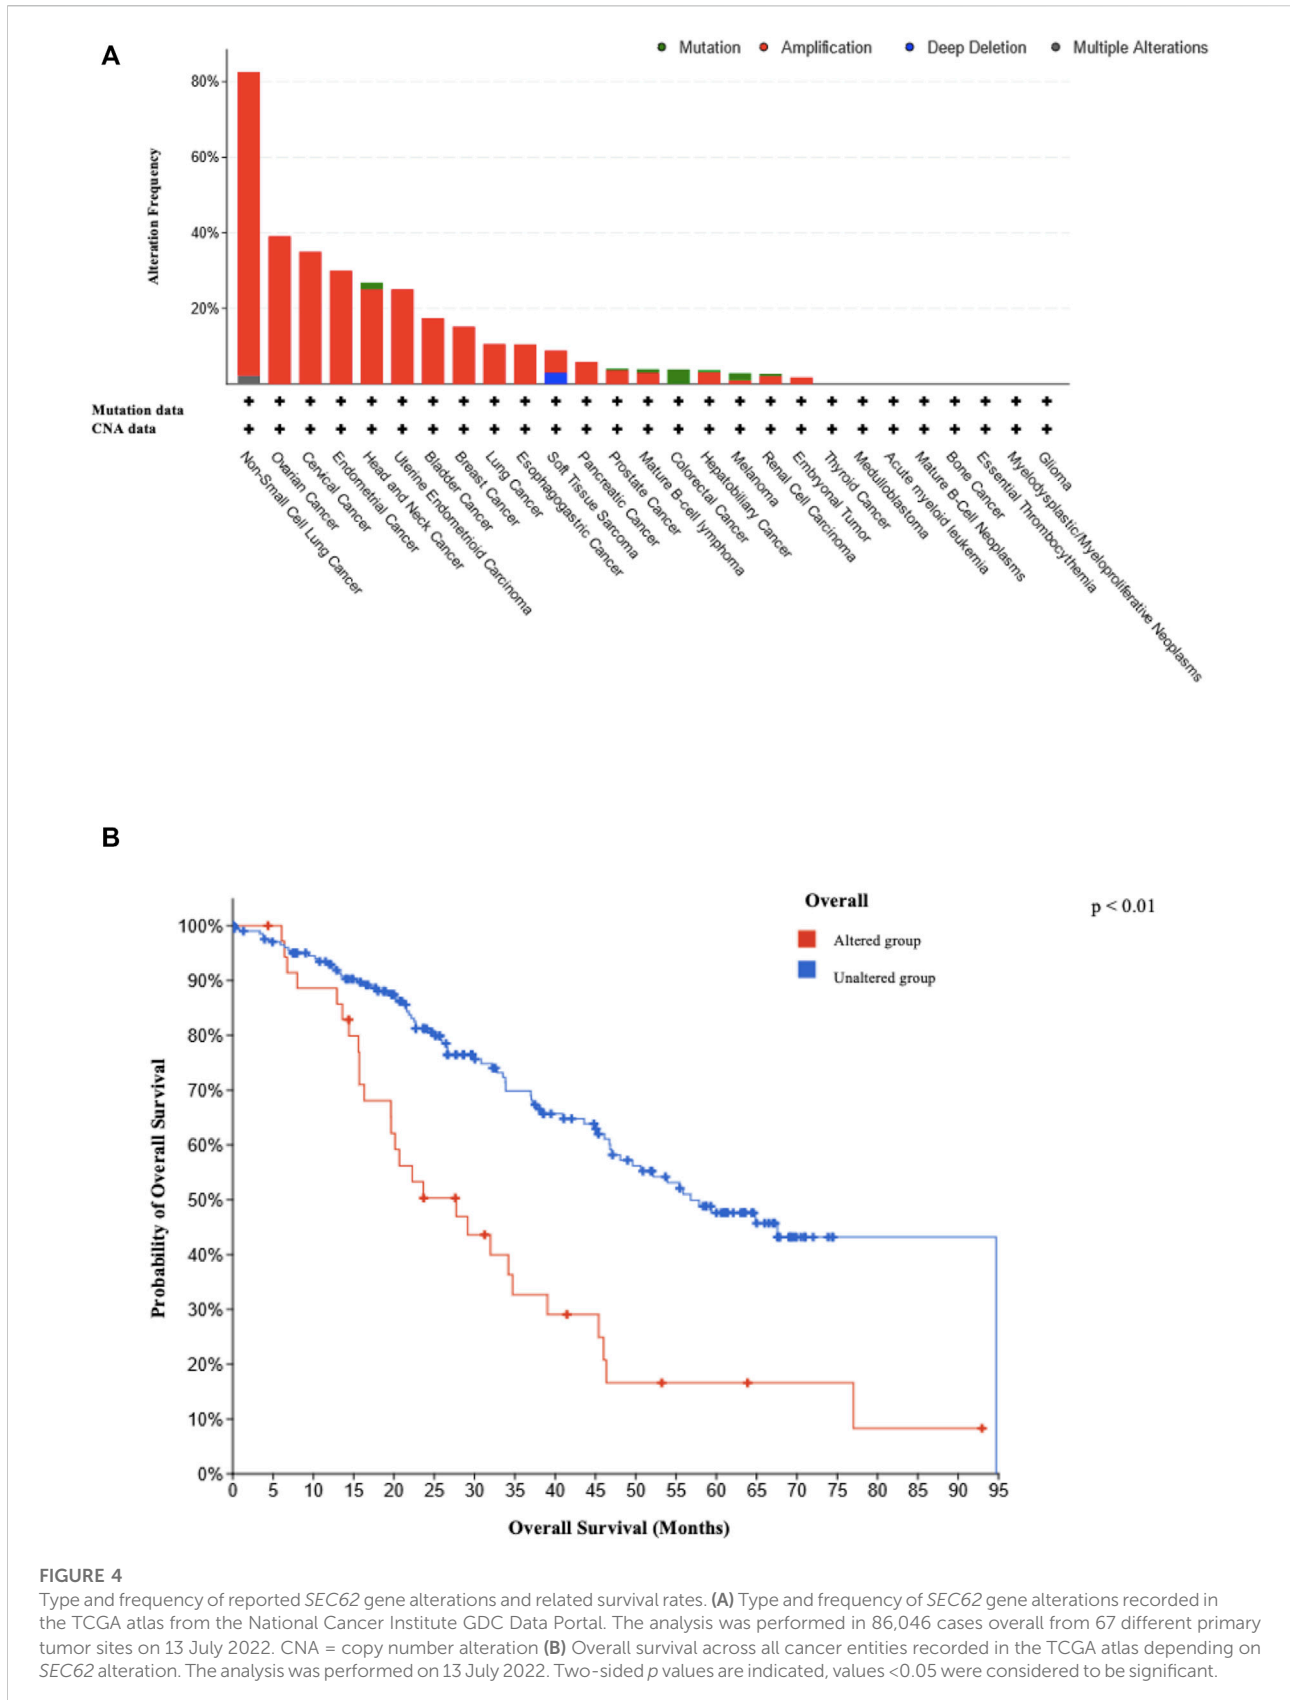 A
Mutation Amplification Deep Deletion Multiple Alterations
Alteration Frequency
80%
60%
40%
20%
Mutation data
CNA data
Non-Small Cell Lung Cancer
Ovarian Cancer
Cervical Cancer
Endometrial Cancer
Head and Neck Cancer
Uterine Endometrioid Carcinoma
Bladder Cancer
Breast Cancer
Lung Cancer
Esophagogastric Cancer
Soft Tissue Sarcoma
Pancreatic Cancer
Prostate Cancer
Mature B-cell lymphoma
Colorectal Cancer
Hepatobiliary Cancer
Melanoma
Renal Cell Carcinoma
Embryonal Tumor
Thyroid Cancer
Medulloblastoma
Acute myeloid leukemia
Mature B-Cell Neoplasms
Bone Cancer
Essential Thrombocythemia
Myelodysplastic/Myeloproliferative Neoplasms
Glioma
B
Overall
p < 0.01
Altered group
Unaltered group
Probability of Overall Survival
100%
90%
80%
70%
60%
50%
40%
30%
20%
10%
0%
0 5 10 15 20 25 30 35 40 45 50 55 60 65 70 75 80 85 90 95
Overall Survival (Months)
FIGURE 4
Type and frequency of reported SEC62 gene alterations and related survival rates. (A) Type and frequency of SEC62 gene alterations recorded in
the TCGA atlas from the National Cancer Institute GDC Data Portal. The analysis was performed in 86,046 cases overall from 67 different primary
tumor sites on 13 July 2022. CNA = copy number alteration (B) Overall survival across all cancer entities recorded in the TCGA atlas depending on
SEC62 alteration. The analysis was performed on 13 July 2022. Two-sided p values are indicated, values <0.05 were considered to be significant.